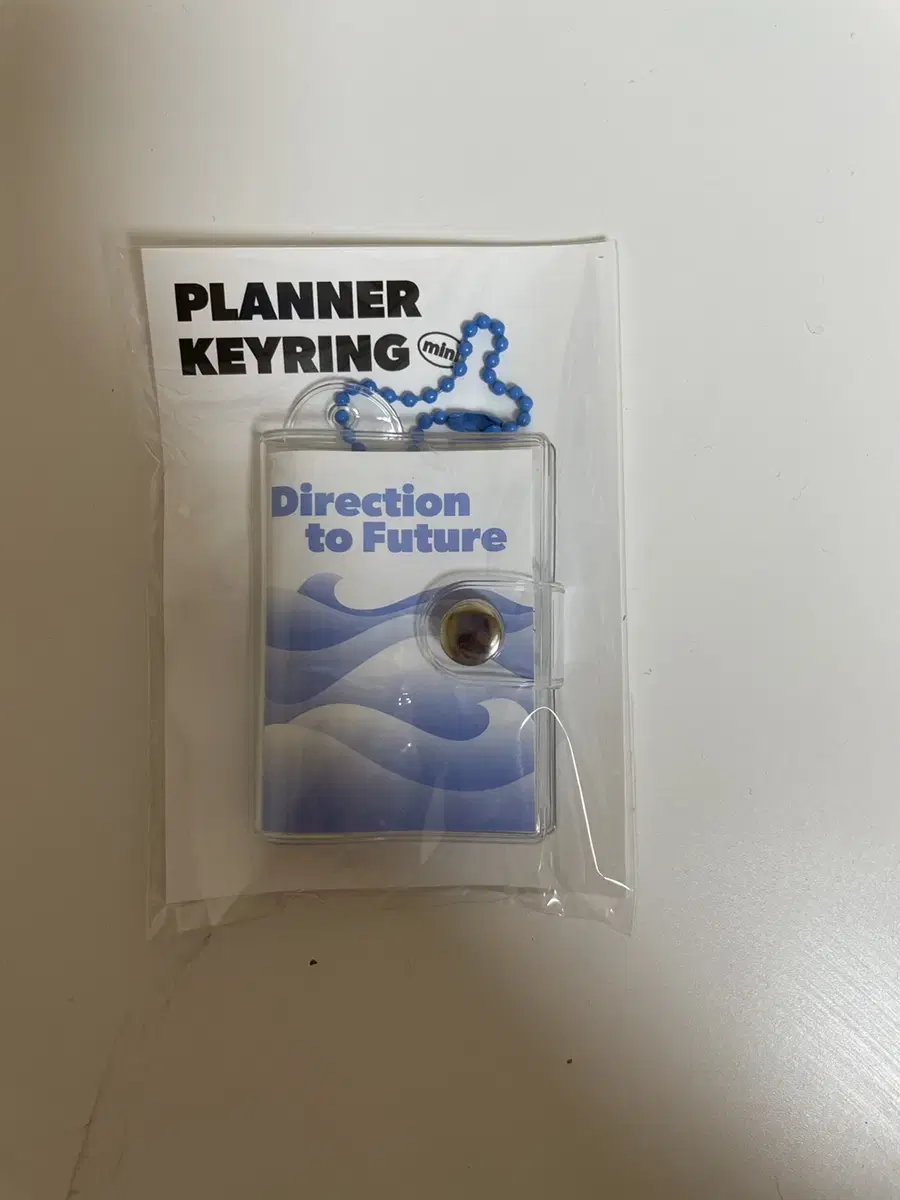 PLANNER
KEYRING mini
Direction
to Future